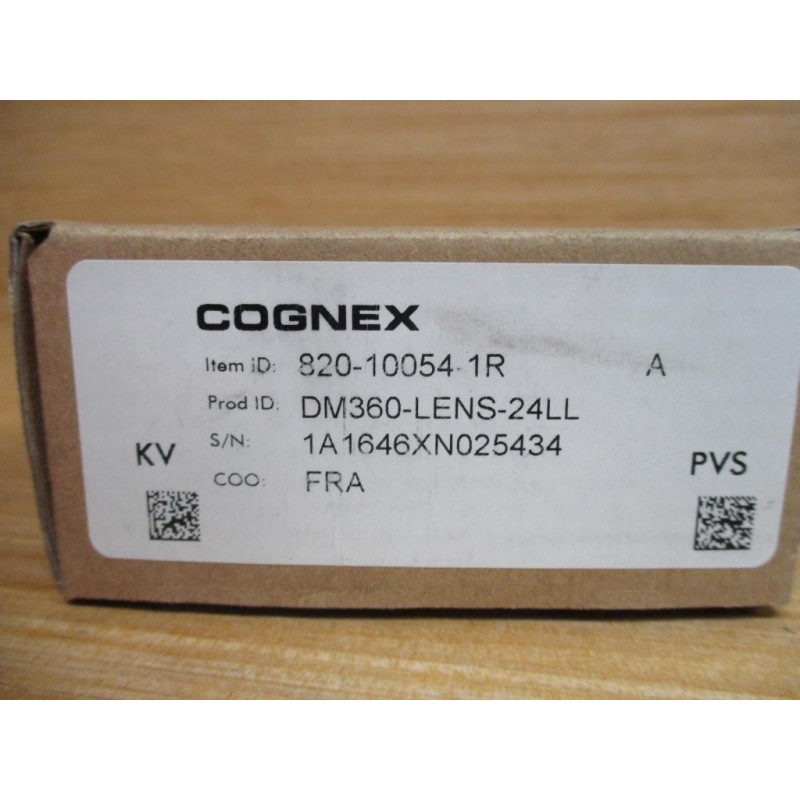 COGNEX
Item ID: 820-10054-1R A
Prod ID: DM360-LENS-24LL
S/N: 1A1646XN025434
KV PVS
COO: FRA